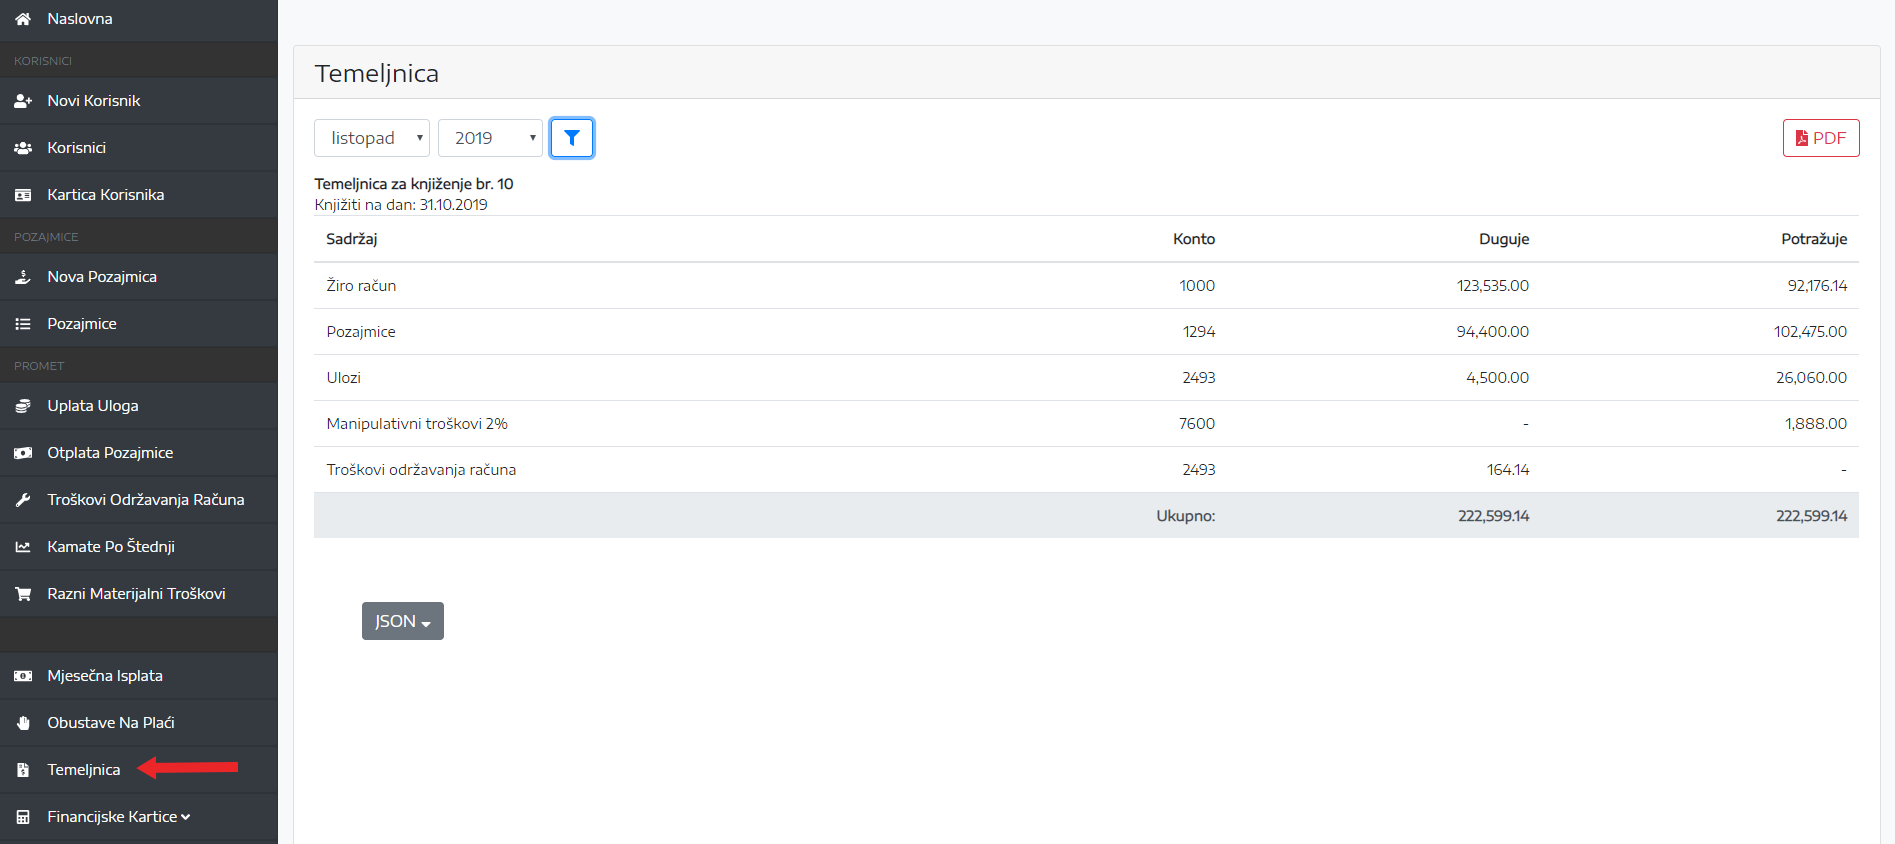 Naslovna
KORISNICI
Novi Korisnik
Korisnici
Kartica Korisnika
POZAJMICE
Nova Pozajmica
Pozajmice
PROMET
Uplata Uloga
Otplata Pozajmice
Troškovi Održavanja Računa
Kamate Po Štednji
Razni Materijalni Troškovi
Mjesečna Isplata
Obustave Na Plaći
Temeljnica
Financijske Kartice
Temeljnica
listopad 2019 PDF
Temeljnica za knjiženje br. 10
Knjižiti na dan: 31.10.2019
Sadržaj Konto Duguje Potražuje
Žiro račun 1000 123,535.00 92,176.14
Pozajmice 1294 94,400.00 102,475.00
Ulozi 2493 4,500.00 26,060.00
Manipulativni troškovi 2% 7600 - 1,888.00
Troškovi održavanja računa 2493 164.14 -
Ukupno: 222,599.14 222,599.14
JSON